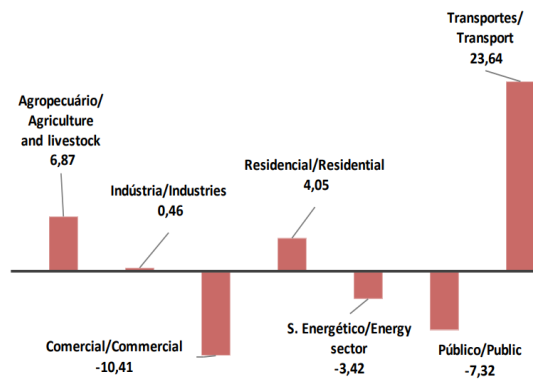 Transportes/
Transport
23,64
Agropecuário/
Agriculture
and livestock
6,87
Indústria/Industries
0,46
Residencial/Residential
4,05
Comercial/Commercial
-10,41
S. Energético/Energy
sector
-3,42
Público/Public
-7,32